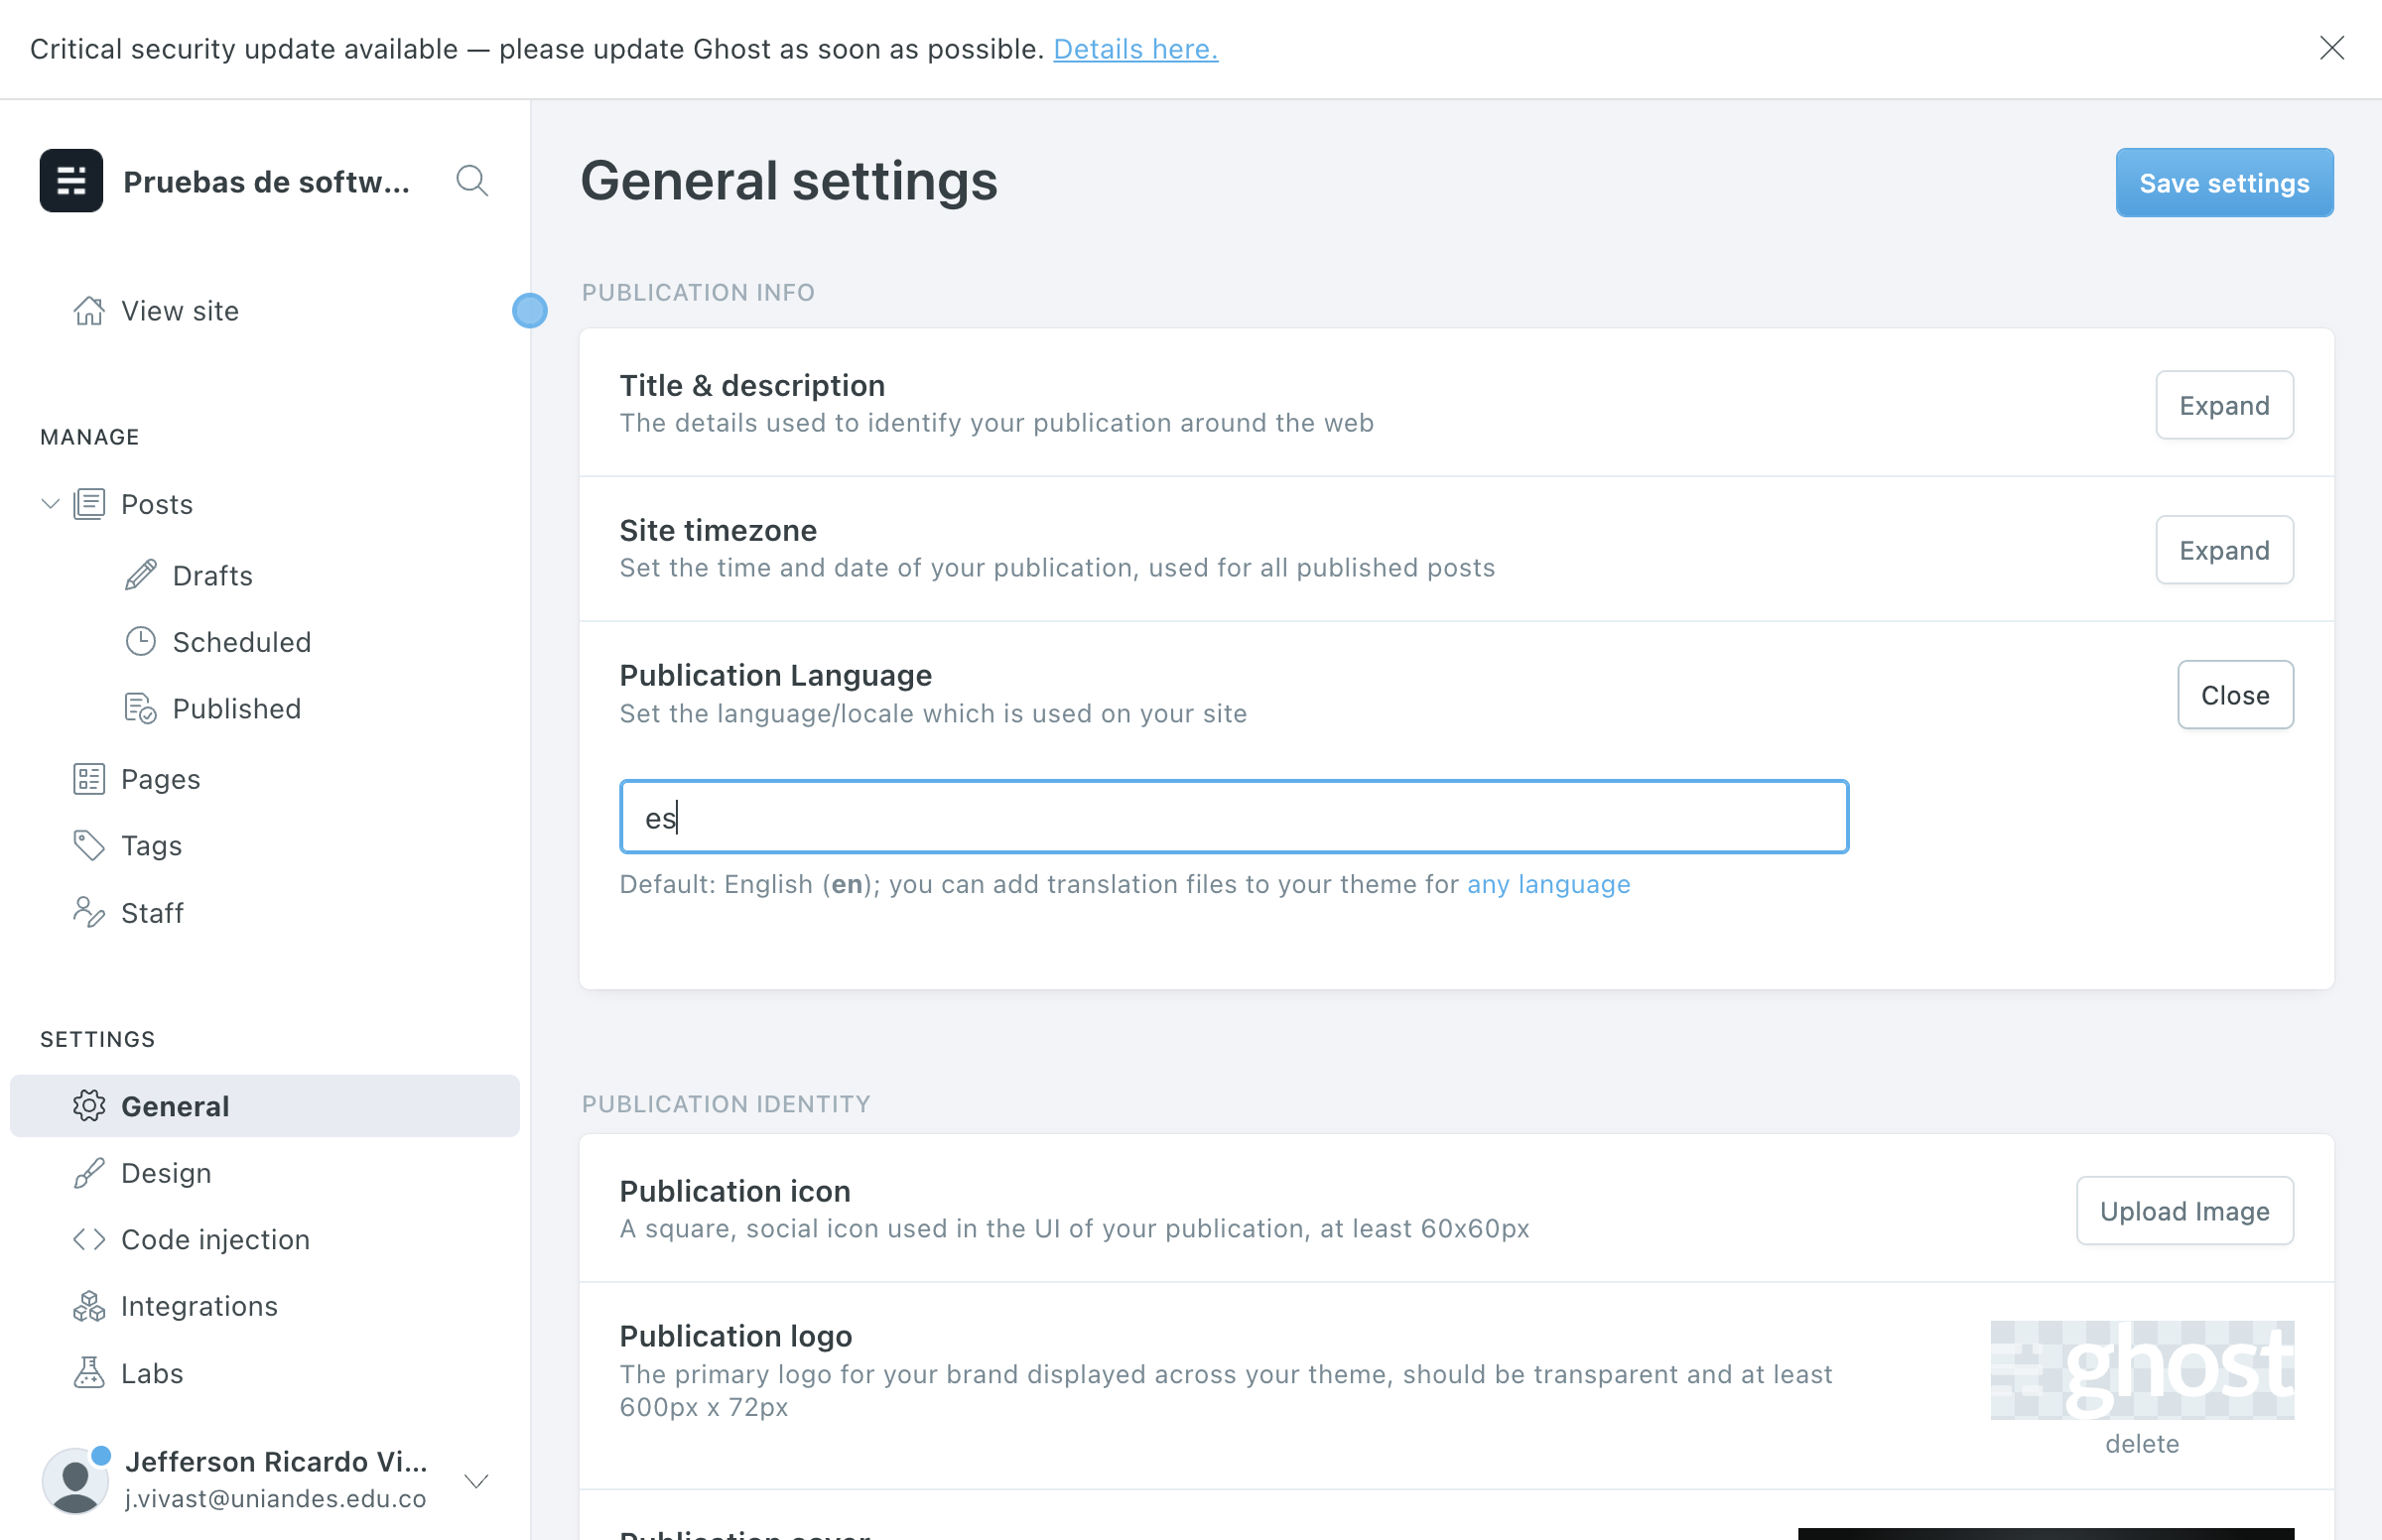 Critical security update available — please update Ghost as soon as possible. Details here.
Pruebas de softw...
View site
MANAGE
Posts
Drafts
Scheduled
Published
Pages
Tags
Staff
SETTINGS
General
Design
Code injection
Integrations
Labs
Jefferson Ricardo Vi...
j.vivast@uniandes.edu.co
General settings
Save settings
PUBLICATION INFO
Title & description
The details used to identify your publication around the web
Expand
Site timezone
Set the time and date of your publication, used for all published posts
Expand
Publication Language
Set the language/locale which is used on your site
Close
es
Default: English (en); you can add translation files to your theme for any language
PUBLICATION IDENTITY
Publication icon
A square, social icon used in the UI of your publication, at least 60x60px
Upload Image
Publication logo
The primary logo for your brand displayed across your theme, should be transparent and at least
600px x 72px
ghost
delete
Publication cover